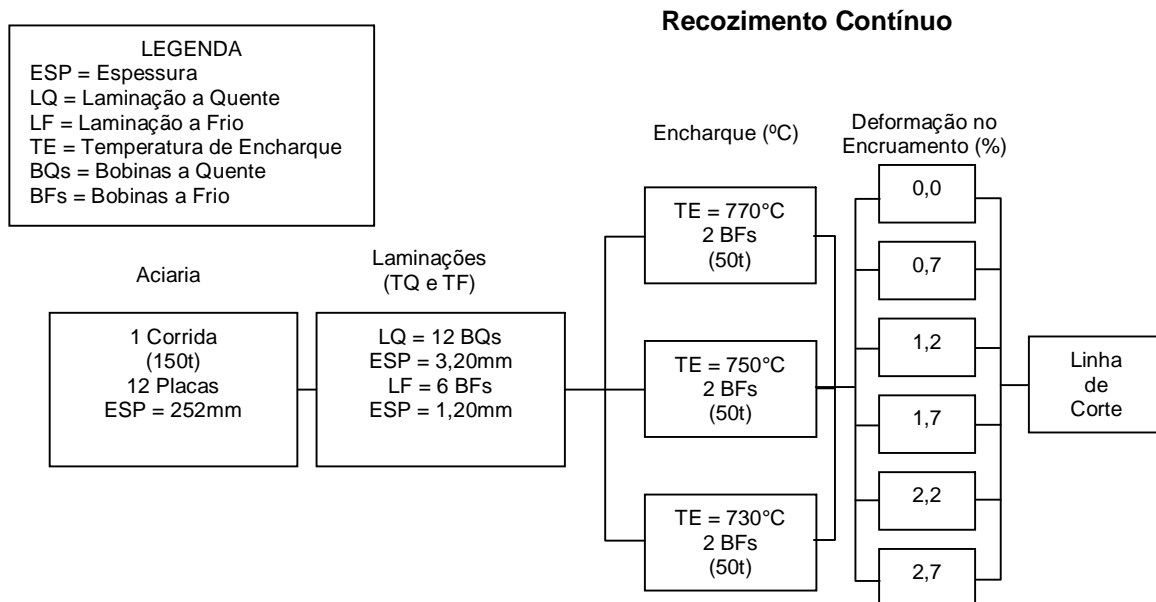 Recozimento Contínuo
LEGENDA
ESP = Espessura
LQ = Laminação a Quente
LF = Laminação a Frio
TE = Temperatura de Encharque
BQs = Bobinas a Quente
BFs = Bobinas a Frio
Aciaria
1 Corrida
(150t)
12 Placas
ESP = 252mm
Laminações
(TQ e TF)
LQ = 12 BQs
ESP = 3,20mm
LF = 6 BFs
ESP = 1,20mm
Encharque (ºC)
TE = 770°C
2 BFs
(50t)
TE = 750°C
2 BFs
(50t)
TE = 730°C
2 BFs
(50t)
Deformação no
Encruamento (%)
0,0
0,7
1,2
1,7
2,2
2,7
Linha
de
Corte